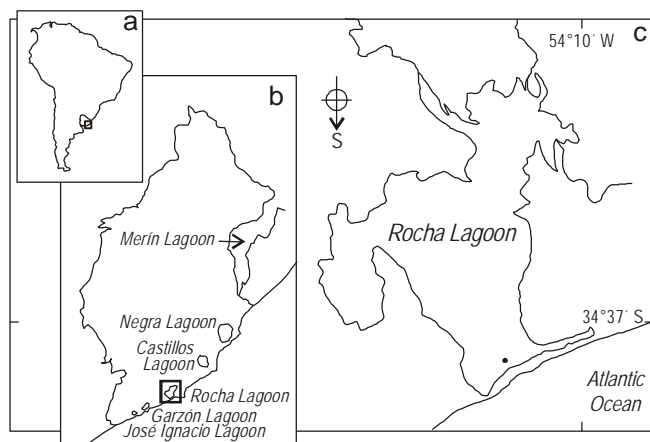 a
b
Merín Lagoon
Negra Lagoon
Castillos
Lagoon
Rocha Lagoon
Garzón Lagoon
José Ignacio Lagoon
54°10´ W
c
S
Rocha Lagoon
34°37´ S
Atlantic
Ocean